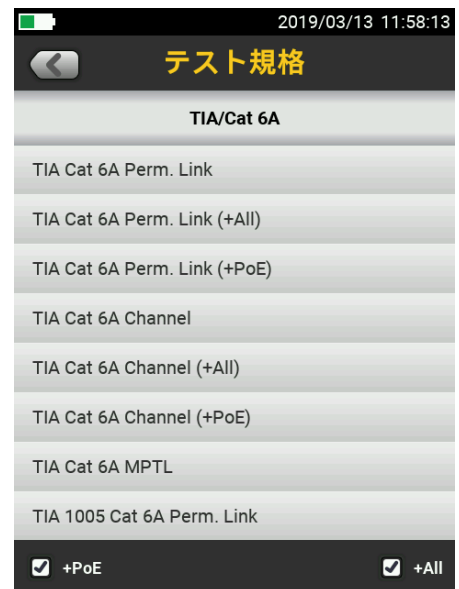 2019/03/13 11:58:13
テスト規格
TIA/Cat 6A
TIA Cat 6A Perm. Link
TIA Cat 6A Perm. Link (+All)
TIA Cat 6A Perm. Link (+PoE)
TIA Cat 6A Channel
TIA Cat 6A Channel (+All)
TIA Cat 6A Channel (+PoE)
TIA Cat 6A MPTL
TIA 1005 Cat 6A Perm. Link
+PoE +All